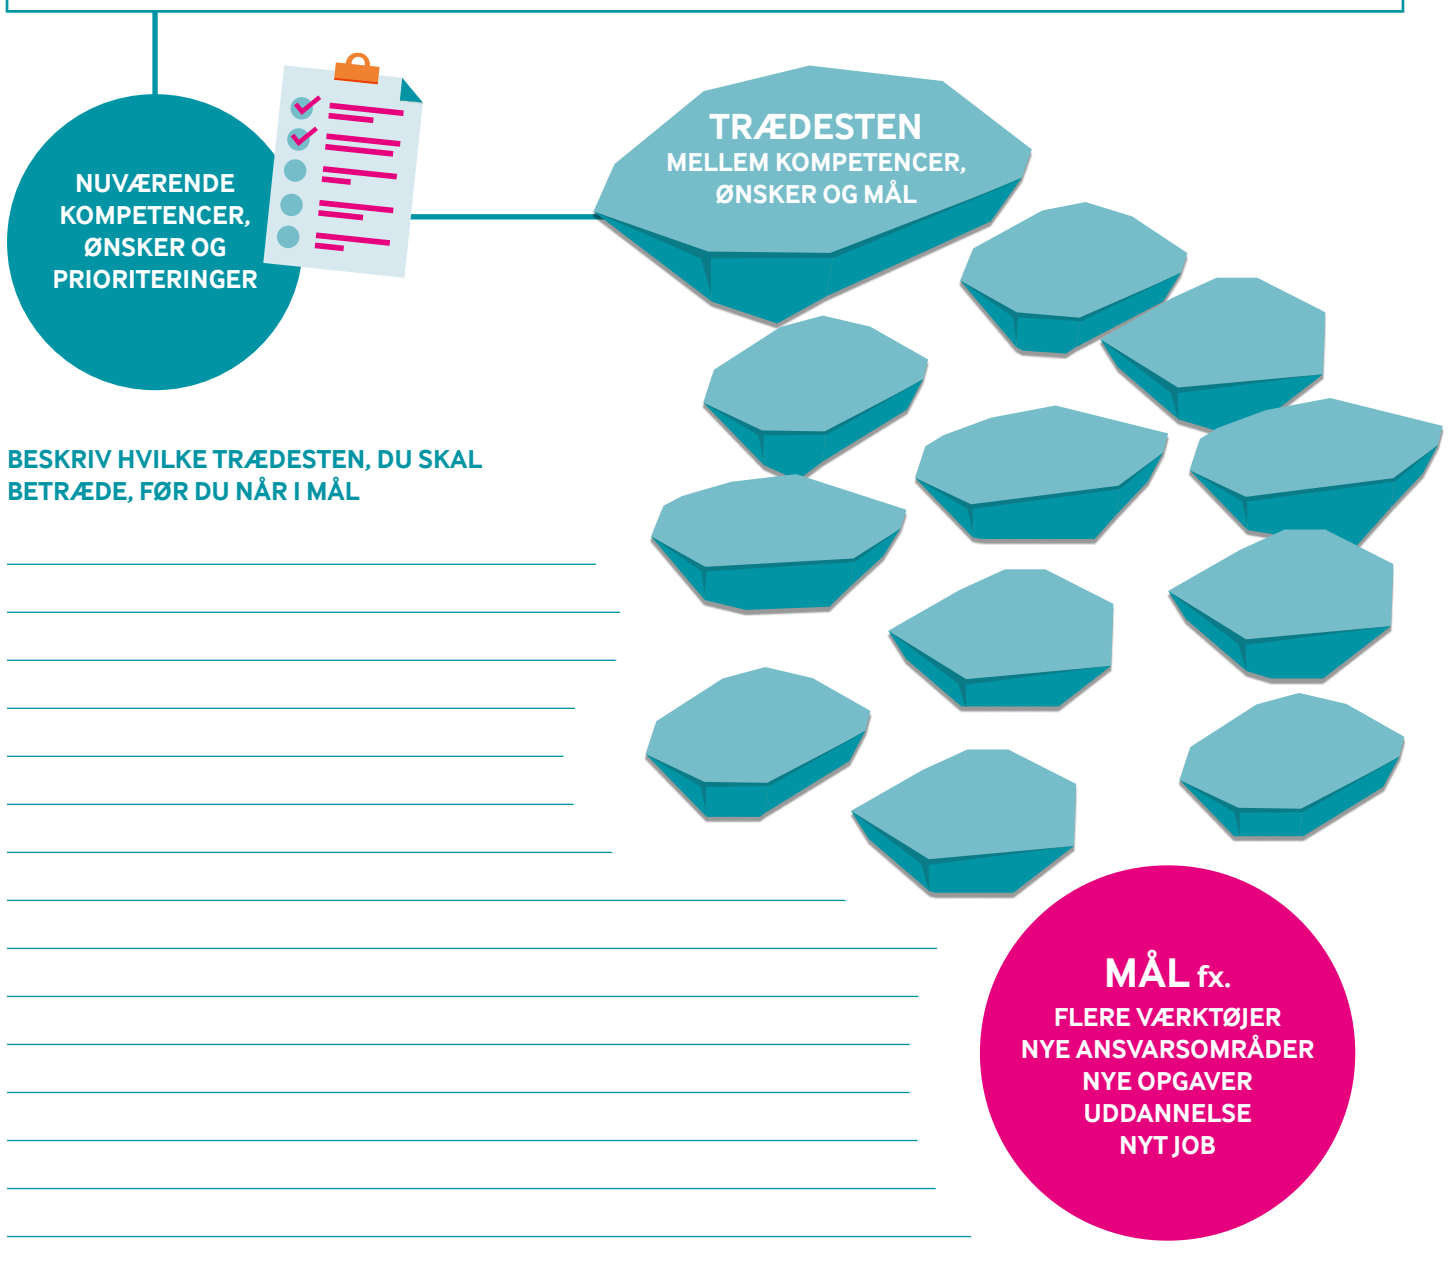 NUVÆRENDE
KOMPETENCER,
ØNSKER OG
PRIORITERINGER
TRÆDESTEN
MELLEM KOMPETENCER,
ØNSKER OG MÅL
BESKRIV HVILKE TRÆDESTEN, DU SKAL
BETRÆDE, FØR DU NÅR I MÅL
MÅL fx.
FLERE VÆRKTØJER
NYE ANSVARSOMRÅDER
NYE OPGAVER
UDDANNELSE
NYT JOB